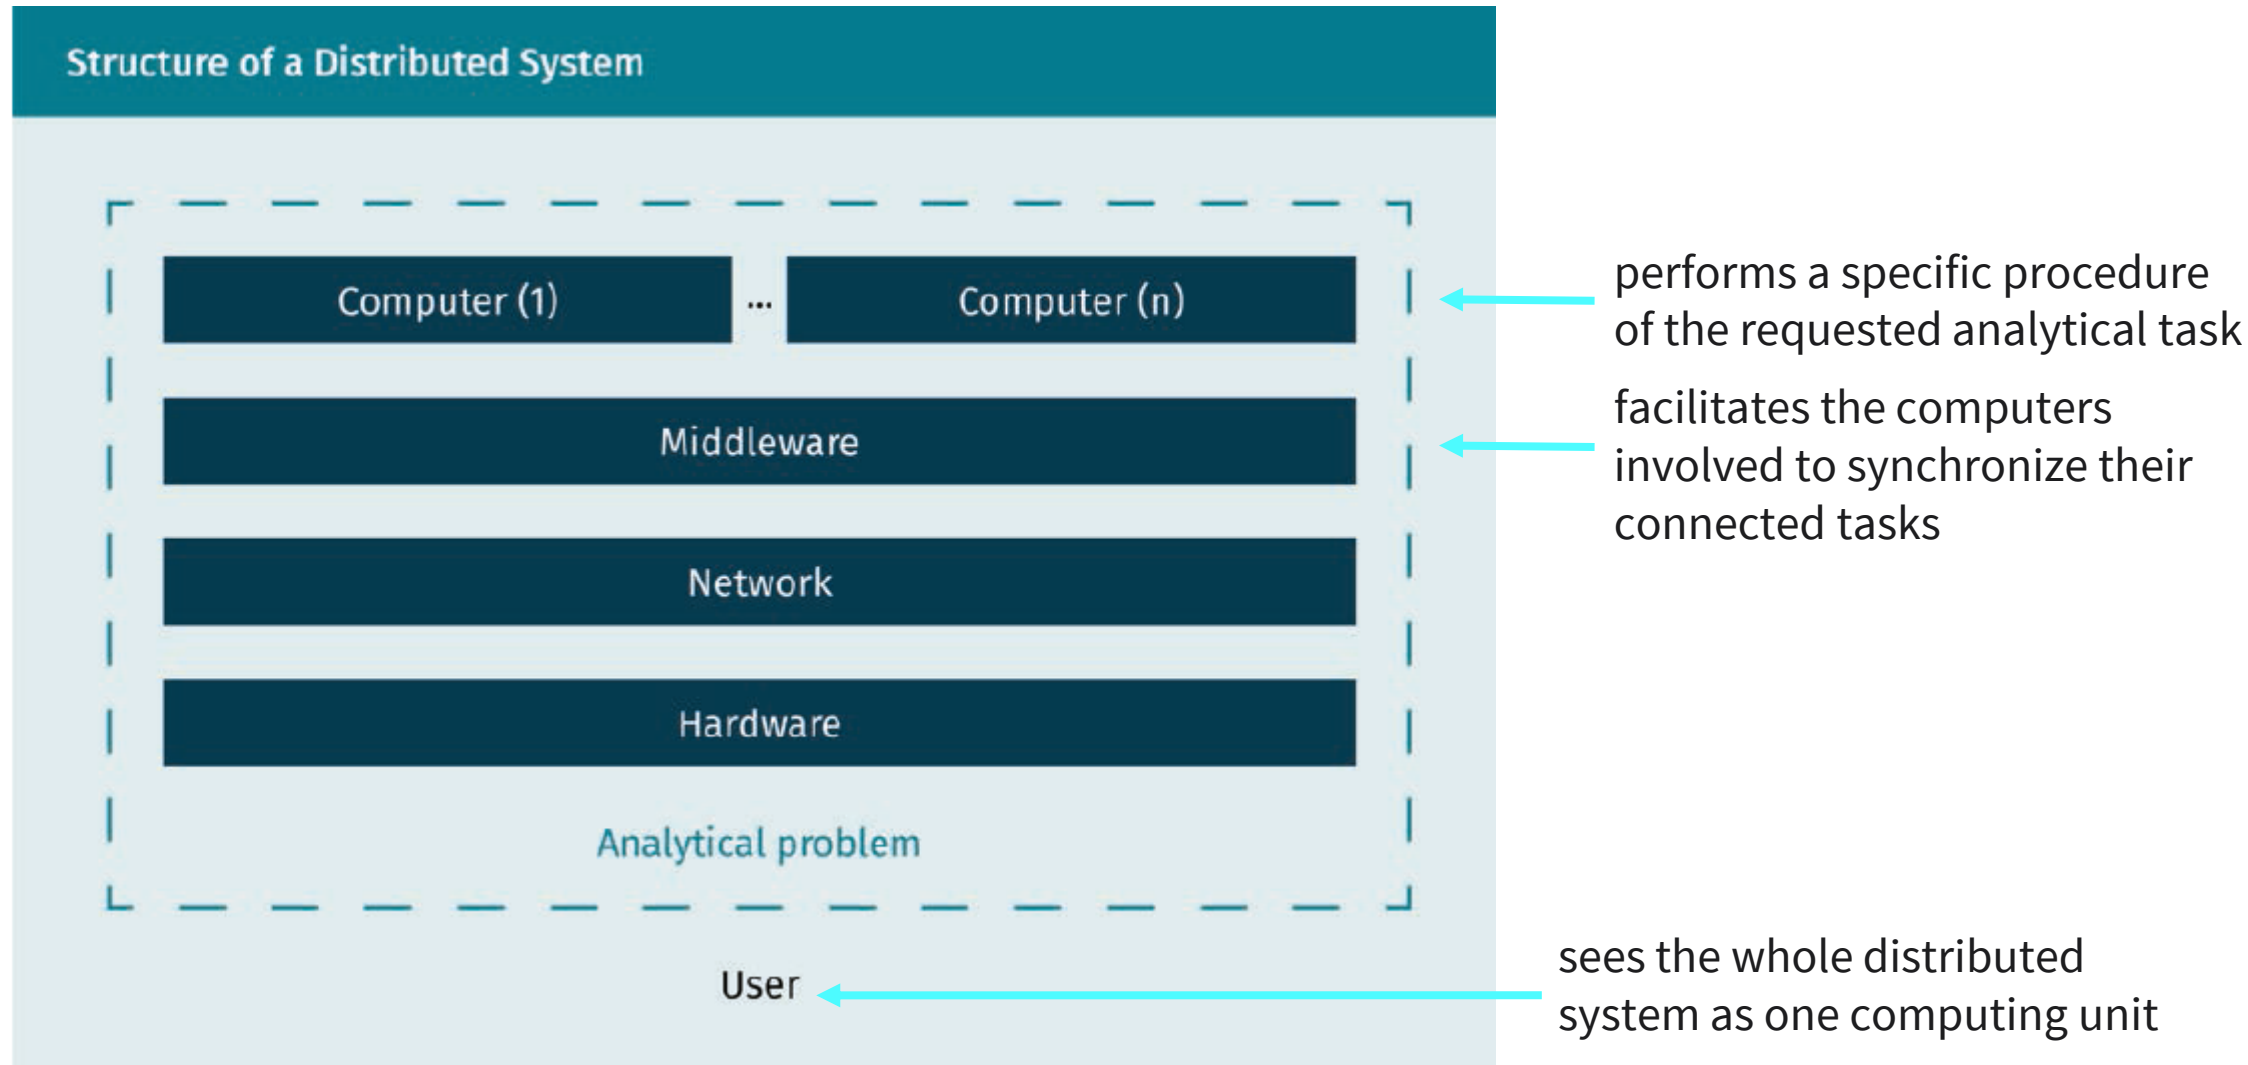 Structure of a Distributed System
Computer (1)
...
Computer (n)
performs a specific procedure
of the requested analytical task
Middleware
facilitates the computers
involved to synchronize their
connected tasks
Network
Hardware
Analytical problem
User
sees the whole distributed
system as one computing unit